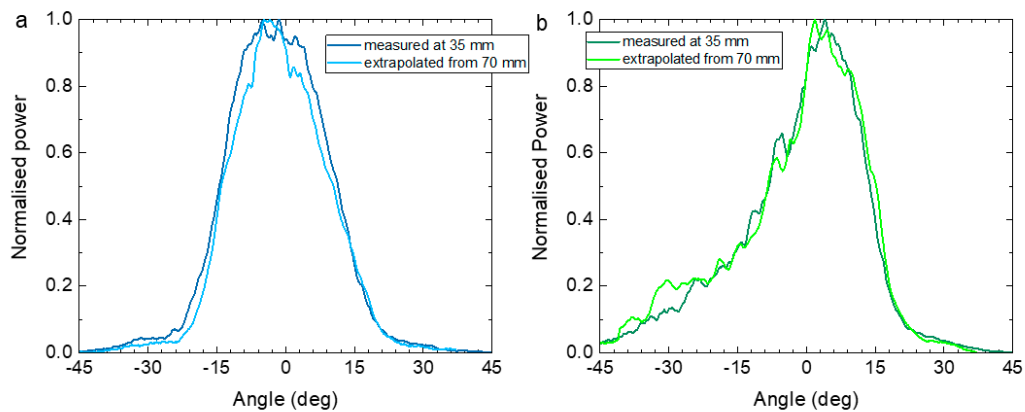 a
measured at 35 mm
extrapolated from 70 mm
Normalised power
1.0
0.8
0.6
0.4
0.2
0.0
-45 -30 -15 0 15 30 45
Angle (deg)
b
measured at 35 mm
extrapolated from 70 mm
Normalised Power
1.0
0.8
0.6
0.4
0.2
0.0
-45 -30 -15 0 15 30 45
Angle (deg)